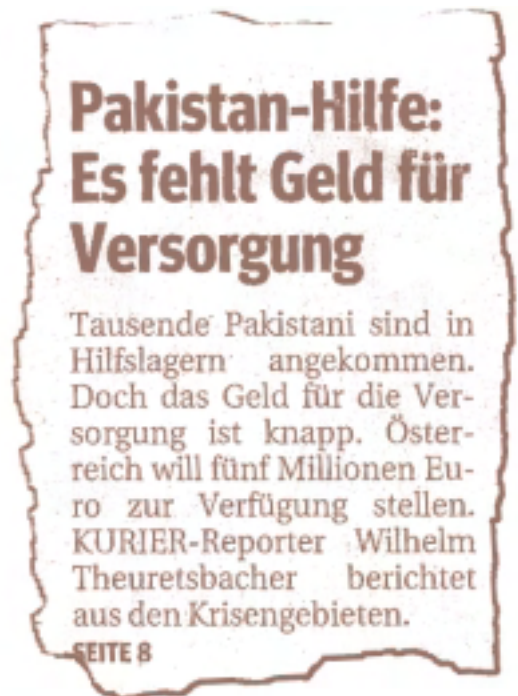 Pakistan-Hilfe:
Es fehlt Geld für
Versorgung
Tausende Pakistani sind in
Hilfslagern angekommen.
Doch das Geld für die Ver-
sorgung ist knapp. Öster-
reich will fünf Millionen Eu-
ro zur Verfügung stellen.
KURIER-Reporter Wilhelm
Theuretsbacher berichtet
aus den Krisengebieten.
SEITE 8